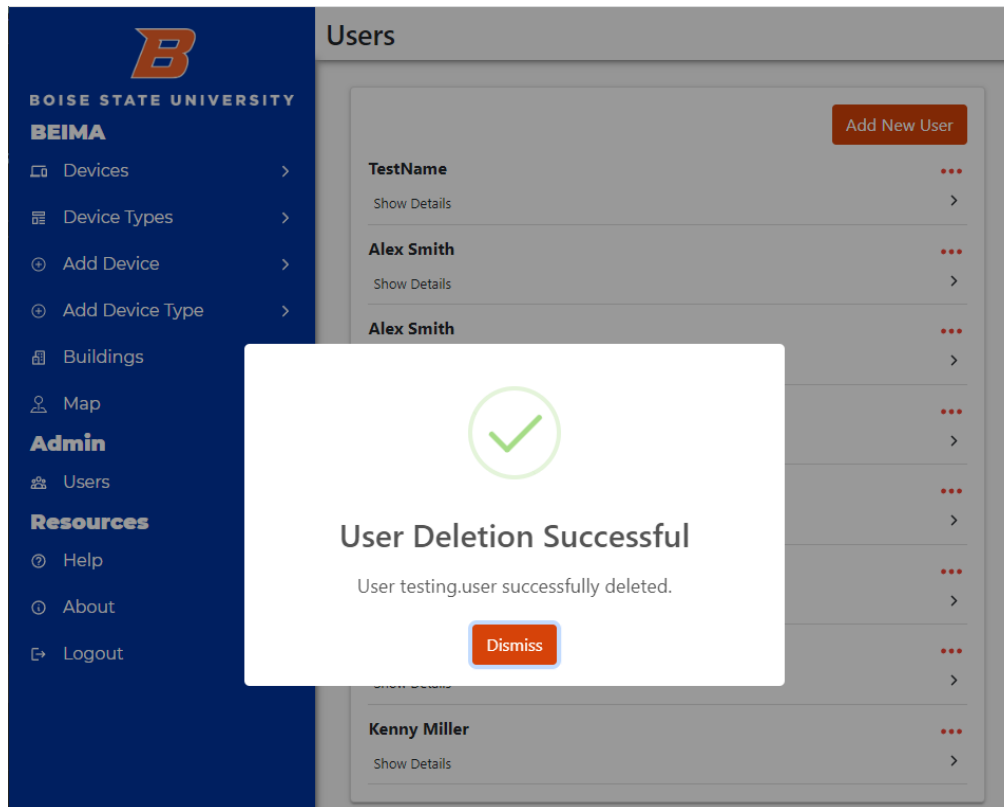 B
BOISE STATE UNIVERSITY
BEIMA
Devices
Device Types
Add Device
Add Device Type
Buildings
Map
Admin
Users
Resources
Help
About
Logout
Users
Add New User
TestName
Show Details
Alex Smith
Show Details
Alex Smith
User Deletion Successful
User testing.user successfully deleted.
Dismiss
Show Details
Kenny Miller
Show Details